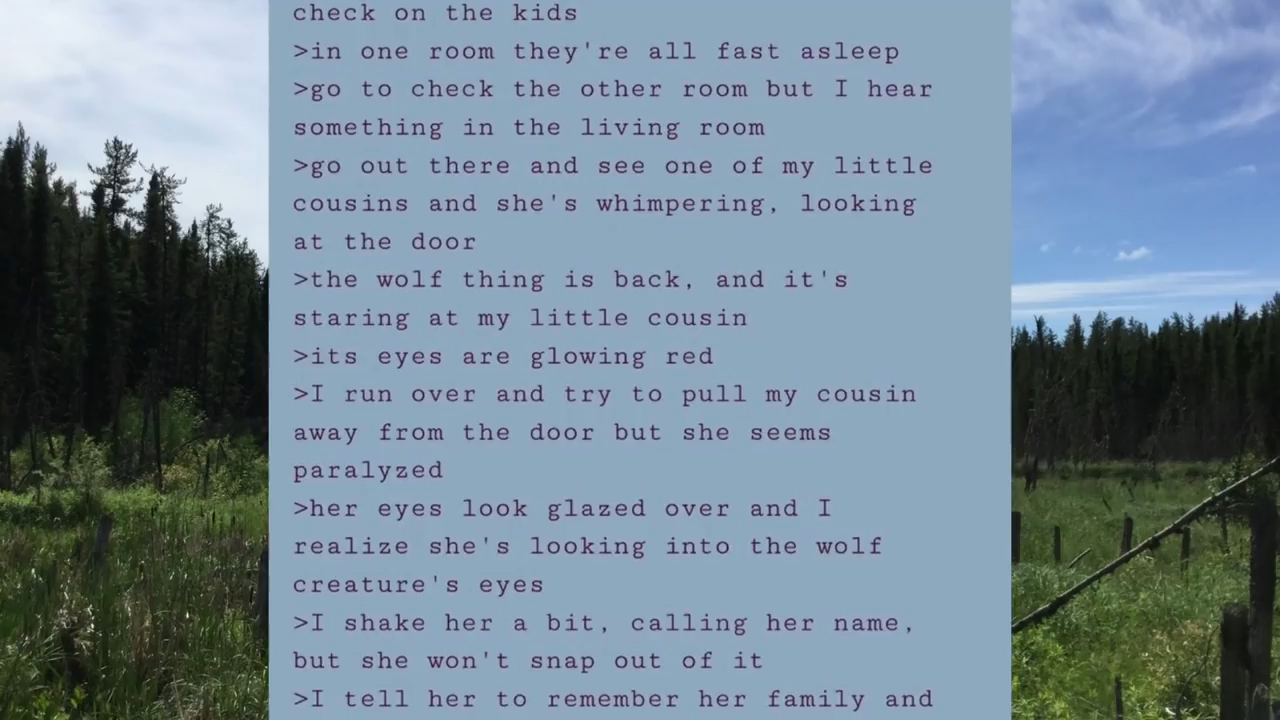 check on the kids
>in one room they're all fast asleep
>go to check the other room but I hear
something in the living room
>go out there and see one of my little
cousins and she's whimpering, looking
at the door
>the wolf thing is back, and it's
staring at my little cousin
>its eyes are glowing red
>I run over and try to pull my cousin
away from the door but she seems
paralyzed
>her eyes look glazed over and I
realize she's looking into the wolf
creature's eyes
>I shake her a bit, calling her name,
but she won't snap out of it
>I tell her to remember her family and